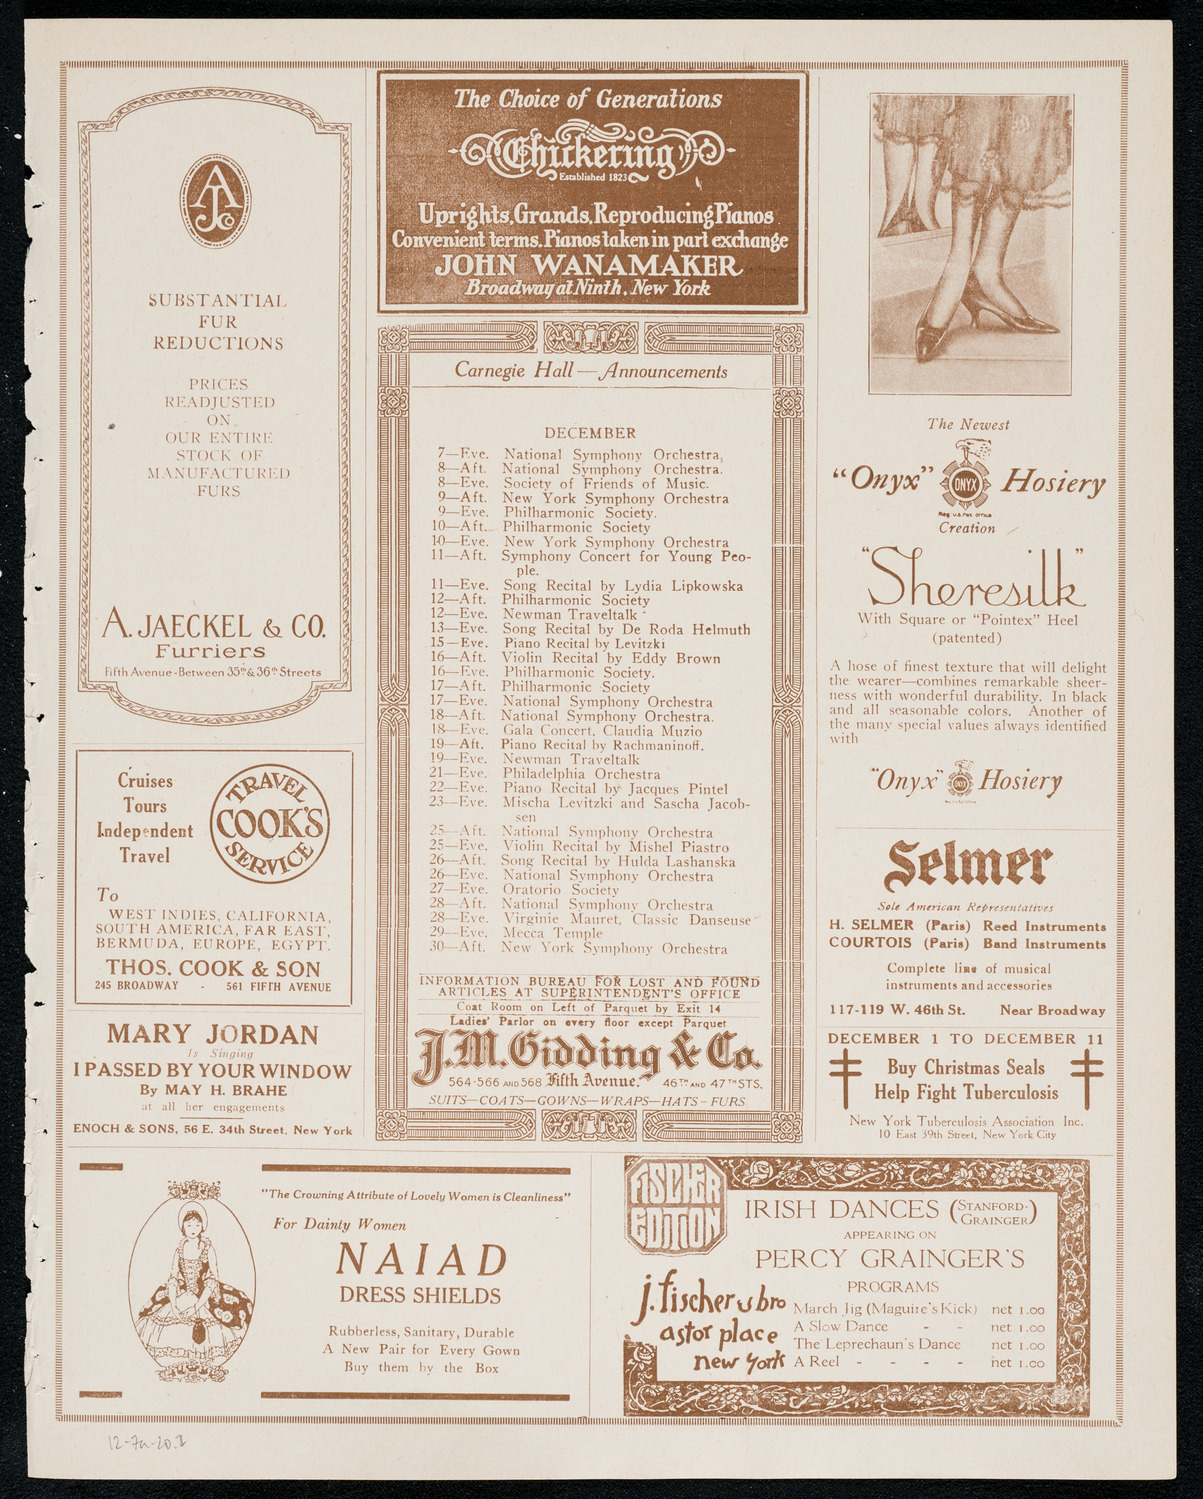 AJCo
SUBSTANTIAL
FUR
REDUCTIONS
PRICES
READJUSTED
ON
OUR ENTIRE
STOCK OF
MANUFACTURED
FURS
A. JAECKEL & CO.
Furriers
Fifth Avenue-Between 35th & 36th Streets
Cruises
Tours
Independent
Travel
TRAVEL
COOK'S
SERVICE
To
WEST INDIES, CALIFORNIA,
SOUTH AMERICA, FAR EAST,
BERMUDA, EUROPE, EGYPT.
THOS. COOK & SON
245 BROADWAY - 561 FIFTH AVENUE
MARY JORDAN
Is Singing
I PASSED BY YOUR WINDOW
By MAY H. BRAHE
at all her engagements
ENOCH & SONS, 56 E. 34th Street, New York
The Choice of Generations
Chickering
Established 1823
Uprights, Grands, Reproducing Pianos
Convenient terms. Pianos taken in part exchange
JOHN WANAMAKER
Broadway at Ninth, New York
Carnegie Hall — Announcements
DECEMBER
7—Eve. National Symphony Orchestra,
8—Aft. National Symphony Orchestra.
8—Eve. Society of Friends of Music.
9—Aft. New York Symphony Orchestra
9—Eve. Philharmonic Society.
10—Aft. Philharmonic Society
10—Eve. New York Symphony Orchestra
11—Aft. Symphony Concert for Young Peo-
ple.
11—Eve. Song Recital by Lydia Lipkowska
12—Aft. Philharmonic Society
12—Eve. Newman Traveltalk
13—Eve. Song Recital by De Roda Helmuth
15—Eve. Piano Recital by Levitzki
16—Aft. Violin Recital by Eddy Brown
16—Eve. Philharmonic Society.
17—Aft. Philharmonic Society
17—Eve. National Symphony Orchestra
18—Aft. National Symphony Orchestra.
18—Eve. Gala Concert, Claudia Muzio
19—Aft. Piano Recital by Rachmaninoff.
19—Eve. Newman Traveltalk
21—Eve. Philadelphia Orchestra
22—Eve. Piano Recital by Jacques Pintel
23—Eve. Mischa Levitzki and Sascha Jacob-
sen
25—Aft. National Symphony Orchestra
25—Eve. Violin Recital by Mishel Piastro
26—Aft. Song Recital by Hulda Lashanska
26—Eve. National Symphony Orchestra
27—Eve. Oratorio Society
28—Aft. National Symphony Orchestra
28—Eve. Virginie Mauret, Classic Danseuse
29—Eve. Mecca Temple
30—Aft. New York Symphony Orchestra
INFORMATION BUREAU FOR LOST AND FOUND
ARTICLES AT SUPERINTENDENT'S OFFICE
Coat Room on Left of Parquet by Exit 14
Ladies' Parlor on every floor except Parquet
J.M. Gidding & Co.
564-566 AND 568 Fifth Avenue. 46TH AND 47TH STS.
SUITS—COATS—GOWNS—WRAPS—HATS - FURS
The Newest
"Onyx" ONYX Hosiery
Reg U.S. Pat. Office
Creation
"Sheresilk"
With Square or "Pointex" Heel
(patented)
A hose of finest texture that will delight
the wearer—combines remarkable sheer-
ness with wonderful durability. In black
and all seasonable colors. Another of
the many special values always identified
with
"Onyx" Hosiery
Selmer
Sole American Representatives
H. SELMER (Paris) Reed Instruments
COURTOIS (Paris) Band Instruments
Complete line of musical
instruments and accessories
117-119 W. 46th St. Near Broadway
DECEMBER 1 TO DECEMBER 11
Buy Christmas Seals
Help Fight Tuberculosis
New York Tuberculosis Association Inc.
10 East 39th Street, New York City
"The Crowning Attribute of Lovely Women is Cleanliness"
For Dainty Women
NAIAD
DRESS SHIELDS
Rubberless, Sanitary, Durable
A New Pair for Every Gown
Buy them by the Box
FISCHER
EDITION
j. fischer & bro
astor place
new york
IRISH DANCES (STANFORD-
GRAINGER)
APPEARING ON
PERCY GRAINGER'S
PROGRAMS
March Jig (Maguire's Kick) net 1.00
A Slow Dance - - net 1.00
The Leprechaun's Dance net 1.00
A Reel - - - - net 1.00